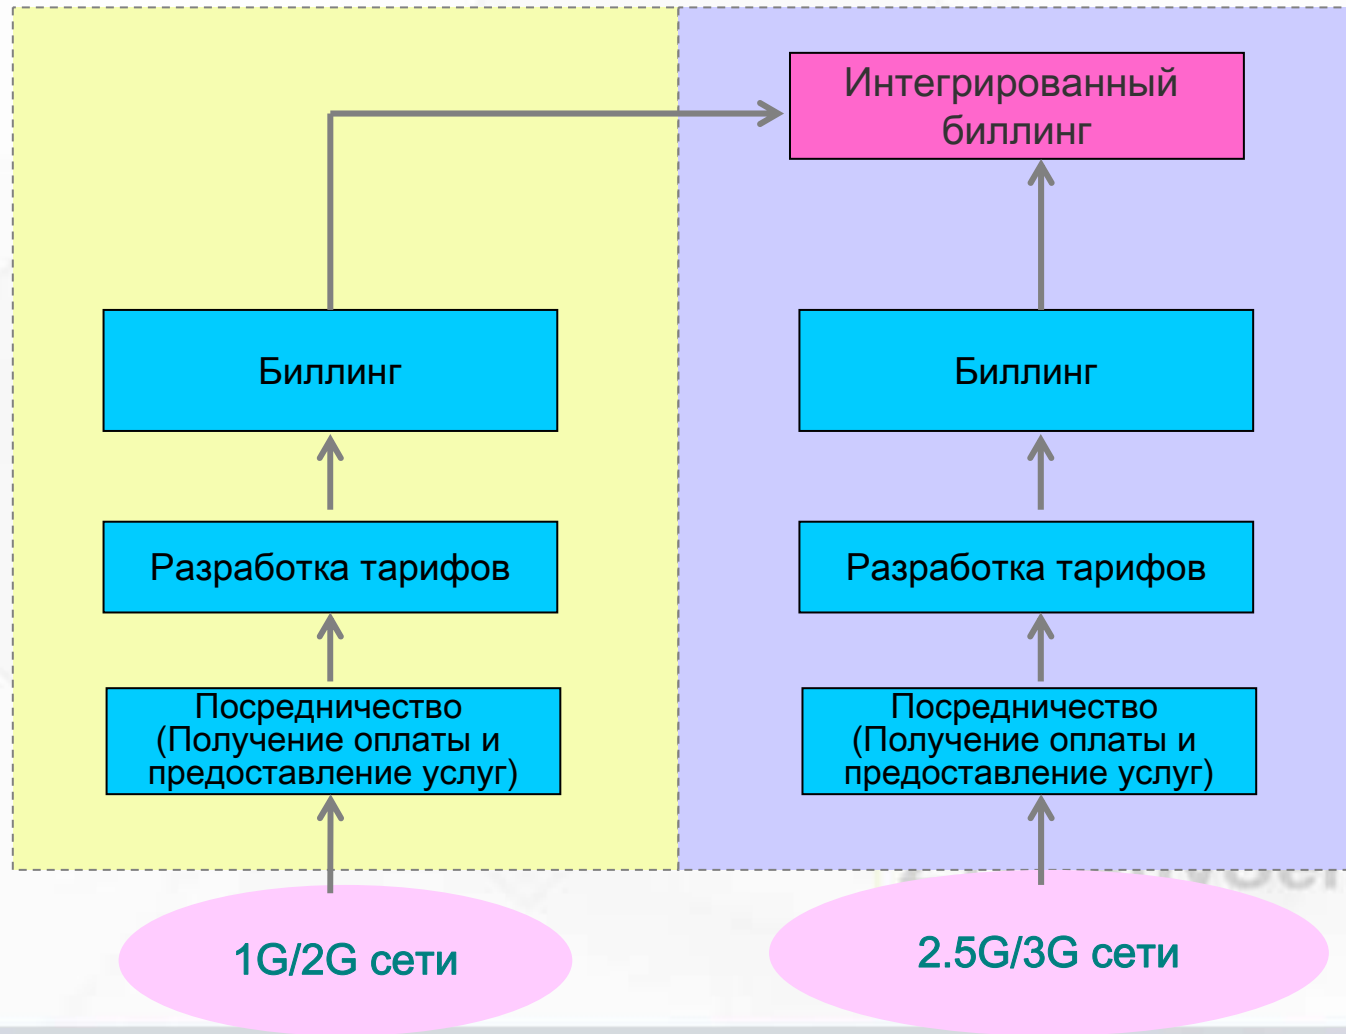 Интегрированный
биллинг
Биллинг
Биллинг
Разработка тарифов
Разработка тарифов
Посредничество
(Получение оплаты и
предоставление услуг)
Посредничество
(Получение оплаты и
предоставление услуг)
1G/2G сети
2.5G/3G сети